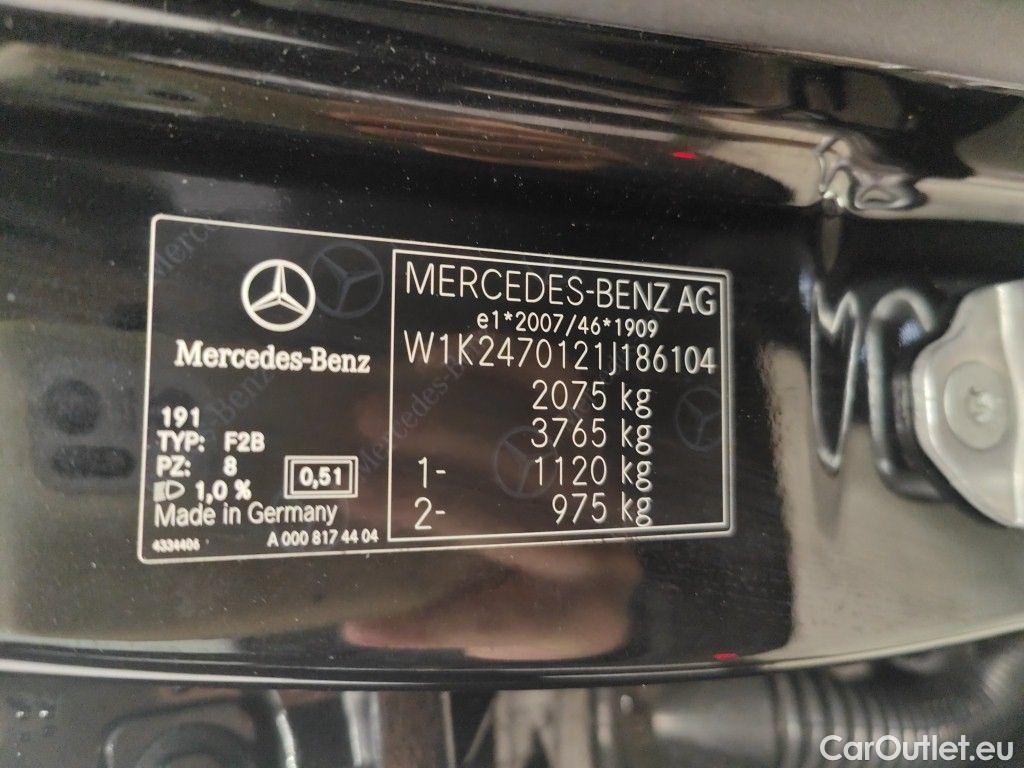 Mercedes-Benz
191
TYP: F2B
PZ: 8
1,0 %
0,51
Made in Germany
4334406
A 000 817 44 04
MERCEDES-BENZ AG
e1*2007/46*1909
W1K2470121J186104
2075 kg
3765 kg
1- 1120 kg
2- 975 kg
CarOutlet.eu